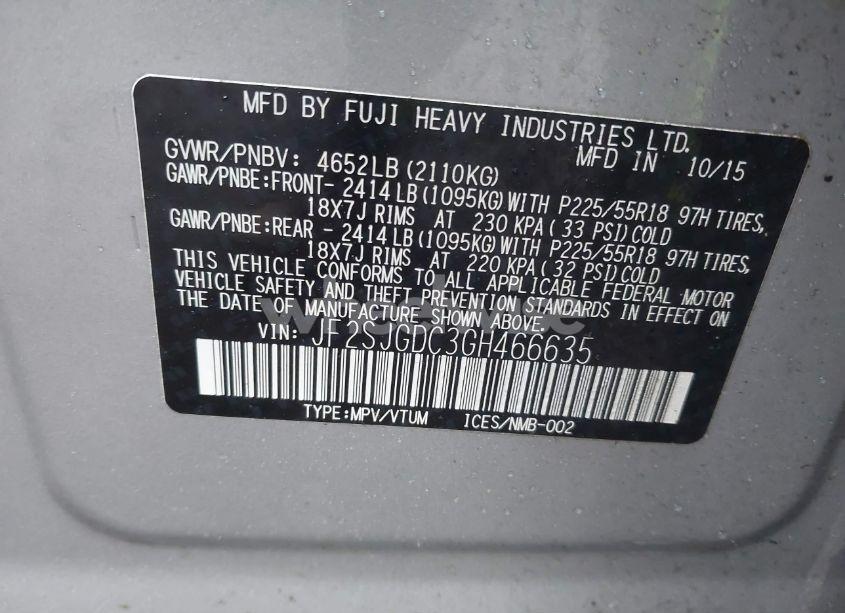 MFD BY FUJI HEAVY INDUSTRIES LTD.
GVWR/PNBV: 4652LB (2110KG) MFD IN 10/15
GAWR/PNBE:FRONT- 2414LB(1095KG)WITH P225/55R18 97H TIRES,
18X7J RIMS AT 230 KPA(33 PSI)COLD
GAWR/PNBE:REAR - 2414LB(1095KG)WITH P225/55R18 97H TIRES,
18X7J RIMS AT 220 KPA(32 PSI)COLD
THIS VEHICLE CONFORMS TO ALL APPLICABLE FEDERAL MOTOR
VEHICLE SAFETY AND THEFT PREVENTION STANDARDS IN EFFECT ON
THE DATE OF MANUFACTURE SHOWN ABOVE.
VIN: JF2SJGDC3GH466635
TYPE:MPV/VTUM ICES/NMB-002